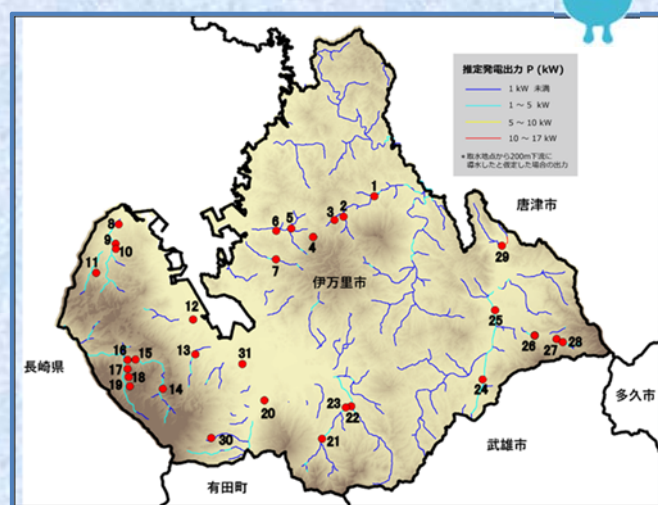 推定発電出力 P (kW)
1 kW 未満
1 ～ 5 kW
5 ～ 10 kW
10 ～ 17 kW
* 取水地点から200m下流に
導水したと仮定した場合の出力
唐津市
伊万里市
長崎県
多久市
武雄市
有田町
1
2
3
4
5
6
7
8
9
10
11
12
13
14
15
16
17
18
19
20
21
22
23
24
25
26
27
28
29
30
31